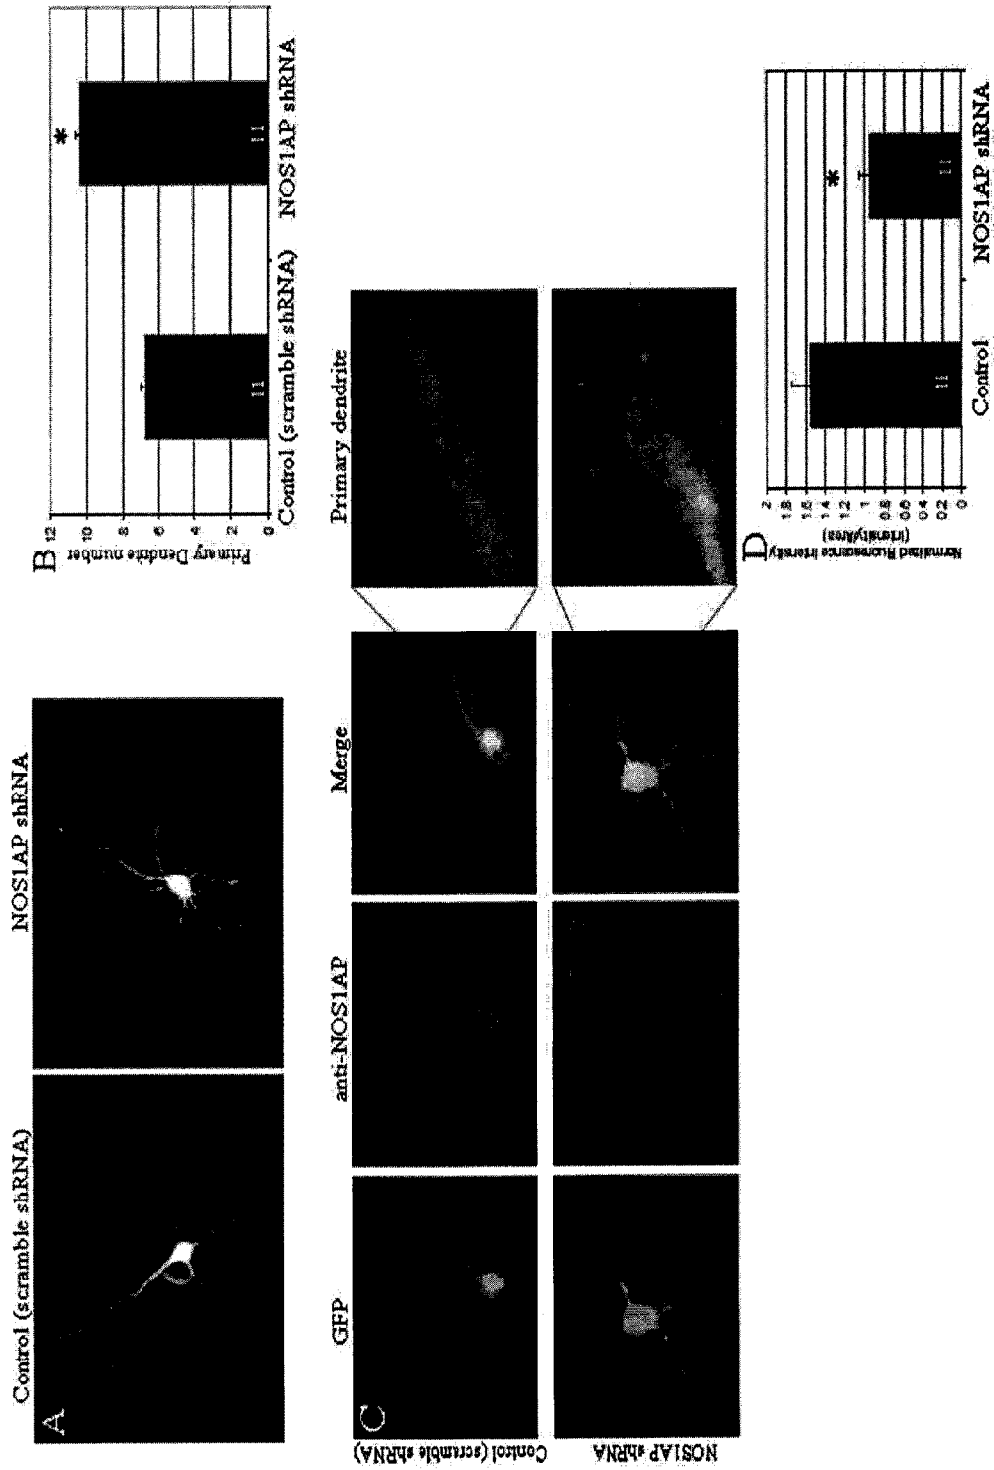 Control (scramble shRNA)
NOS1AP shRNA
A
B
Primary Dendrite number
12
10
8
6
4
2
0
11
11
*
Control (scramble shRNA)
NOS1AP shRNA
C
GFP
anti-NOS1AP
Merge
Primary dendrite
Control (scramble shRNA)
NOS1AP shRNA
D
Normalized Fluorescence Intensity
(Intensity/Area)
2
1.8
1.6
1.4
1.2
1
0.8
0.6
0.4
0.2
0
11
11
*
Control
NOS1AP shRNA